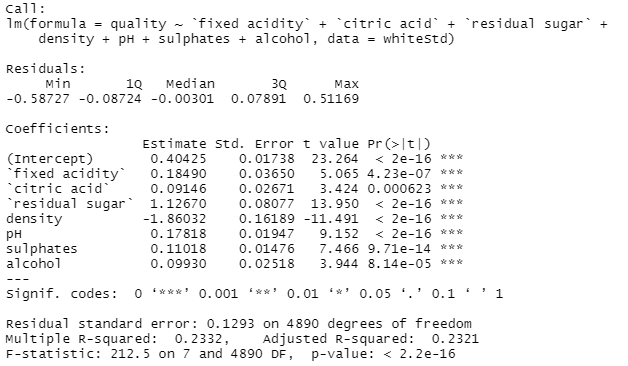 Call:
lm(formula = quality ~ `fixed acidity` + `citric acid` + `residual sugar` +
    density + pH + sulphates + alcohol, data = whiteStd)

Residuals:
     Min       1Q   Median       3Q      Max
-0.58727 -0.08724 -0.00301  0.07891  0.51169

Coefficients:
                 Estimate Std. Error t value Pr(>|t|)
(Intercept)       0.40425    0.01738  23.264  < 2e-16 ***
`fixed acidity`   0.18490    0.03650   5.065 4.23e-07 ***
`citric acid`     0.09146    0.02671   3.424 0.000623 ***
`residual sugar`  1.12670    0.08077  13.950  < 2e-16 ***
density          -1.86032    0.16189 -11.491  < 2e-16 ***
pH                0.17818    0.01947   9.152  < 2e-16 ***
sulphates         0.11018    0.01476   7.466 9.71e-14 ***
alcohol           0.09930    0.02518   3.944 8.14e-05 ***
---
Signif. codes:  0 ‘***’ 0.001 ‘**’ 0.01 ‘*’ 0.05 ‘.’ 0.1 ‘ ’ 1

Residual standard error: 0.1293 on 4890 degrees of freedom
Multiple R-squared:  0.2332,    Adjusted R-squared:  0.2321
F-statistic: 212.5 on 7 and 4890 DF,  p-value: < 2.2e-16